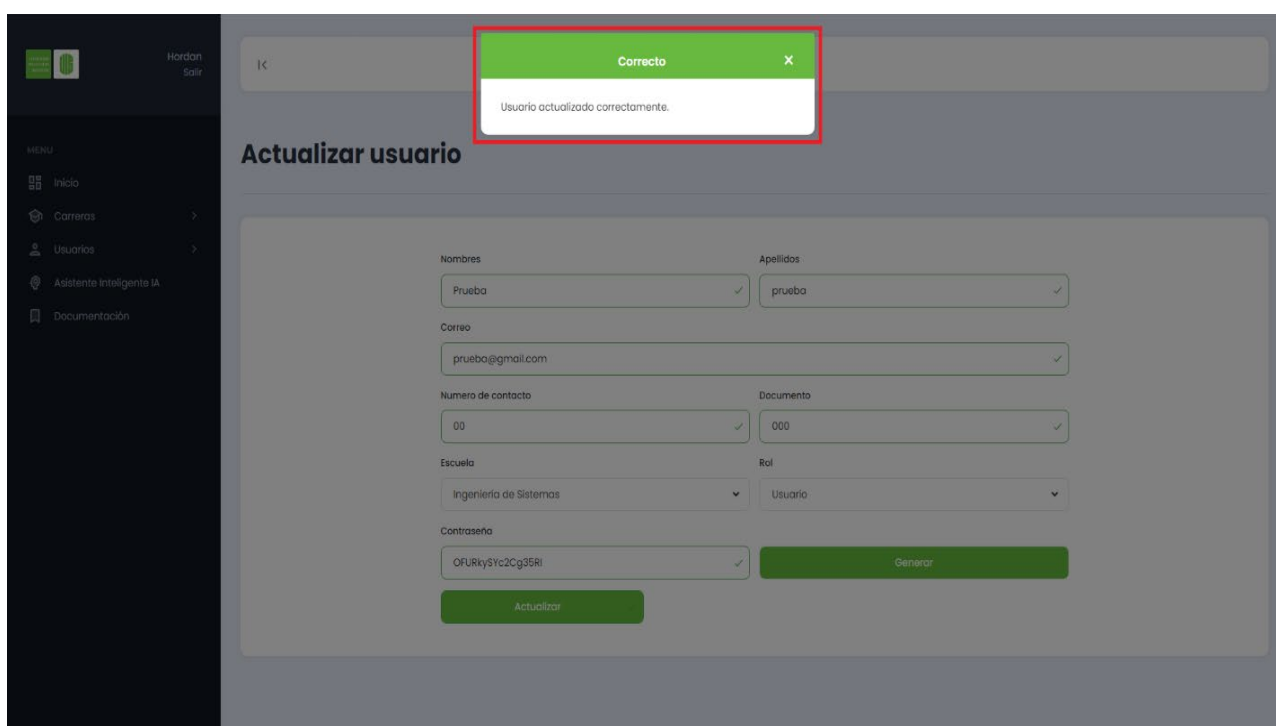 Hordan
Salir
Correcto
Usuario actualizado correctamente.
MENU
Inicio
Carreras
Usuarios
Asistente Inteligente IA
Documentación
Actualizar usuario
Nombres
Apellidos
Prueba
prueba
Correo
prueba@gmail.com
Numero de contacto
Documento
00
000
Escuela
Rol
Ingeniería de Sistemas
Usuario
Contraseña
OFURkySYc2Cg35RI
Generar
Actualizar